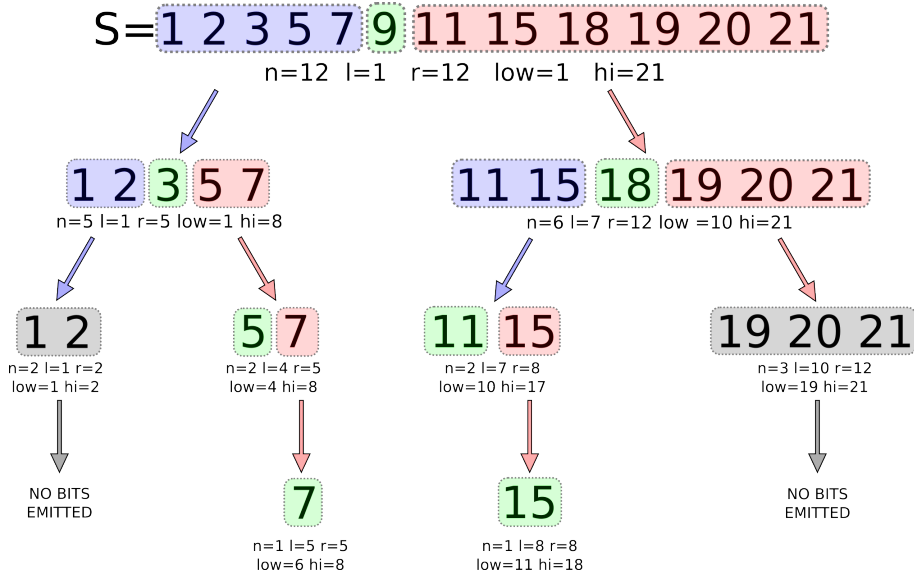 S=1 2 3 5 7 9 11 15 18 19 20 21
n=12 l=1 r=12 low=1 hi=21
1 2 3 5 7
n=5 l=1 r=5 low=1 hi=8
11 15 18 19 20 21
n=6 l=7 r=12 low =10 hi=21
1 2
n=2 l=1 r=2
low=1 hi=2
5 7
n=2 l=4 r=5
low=4 hi=8
11 15
n=2 l=7 r=8
low=10 hi=17
19 20 21
n=3 l=10 r=12
low=19 hi=21
NO BITS
EMITTED
7
n=1 l=5 r=5
low=6 hi=8
15
n=1 l=8 r=8
low=11 hi=18
NO BITS
EMITTED